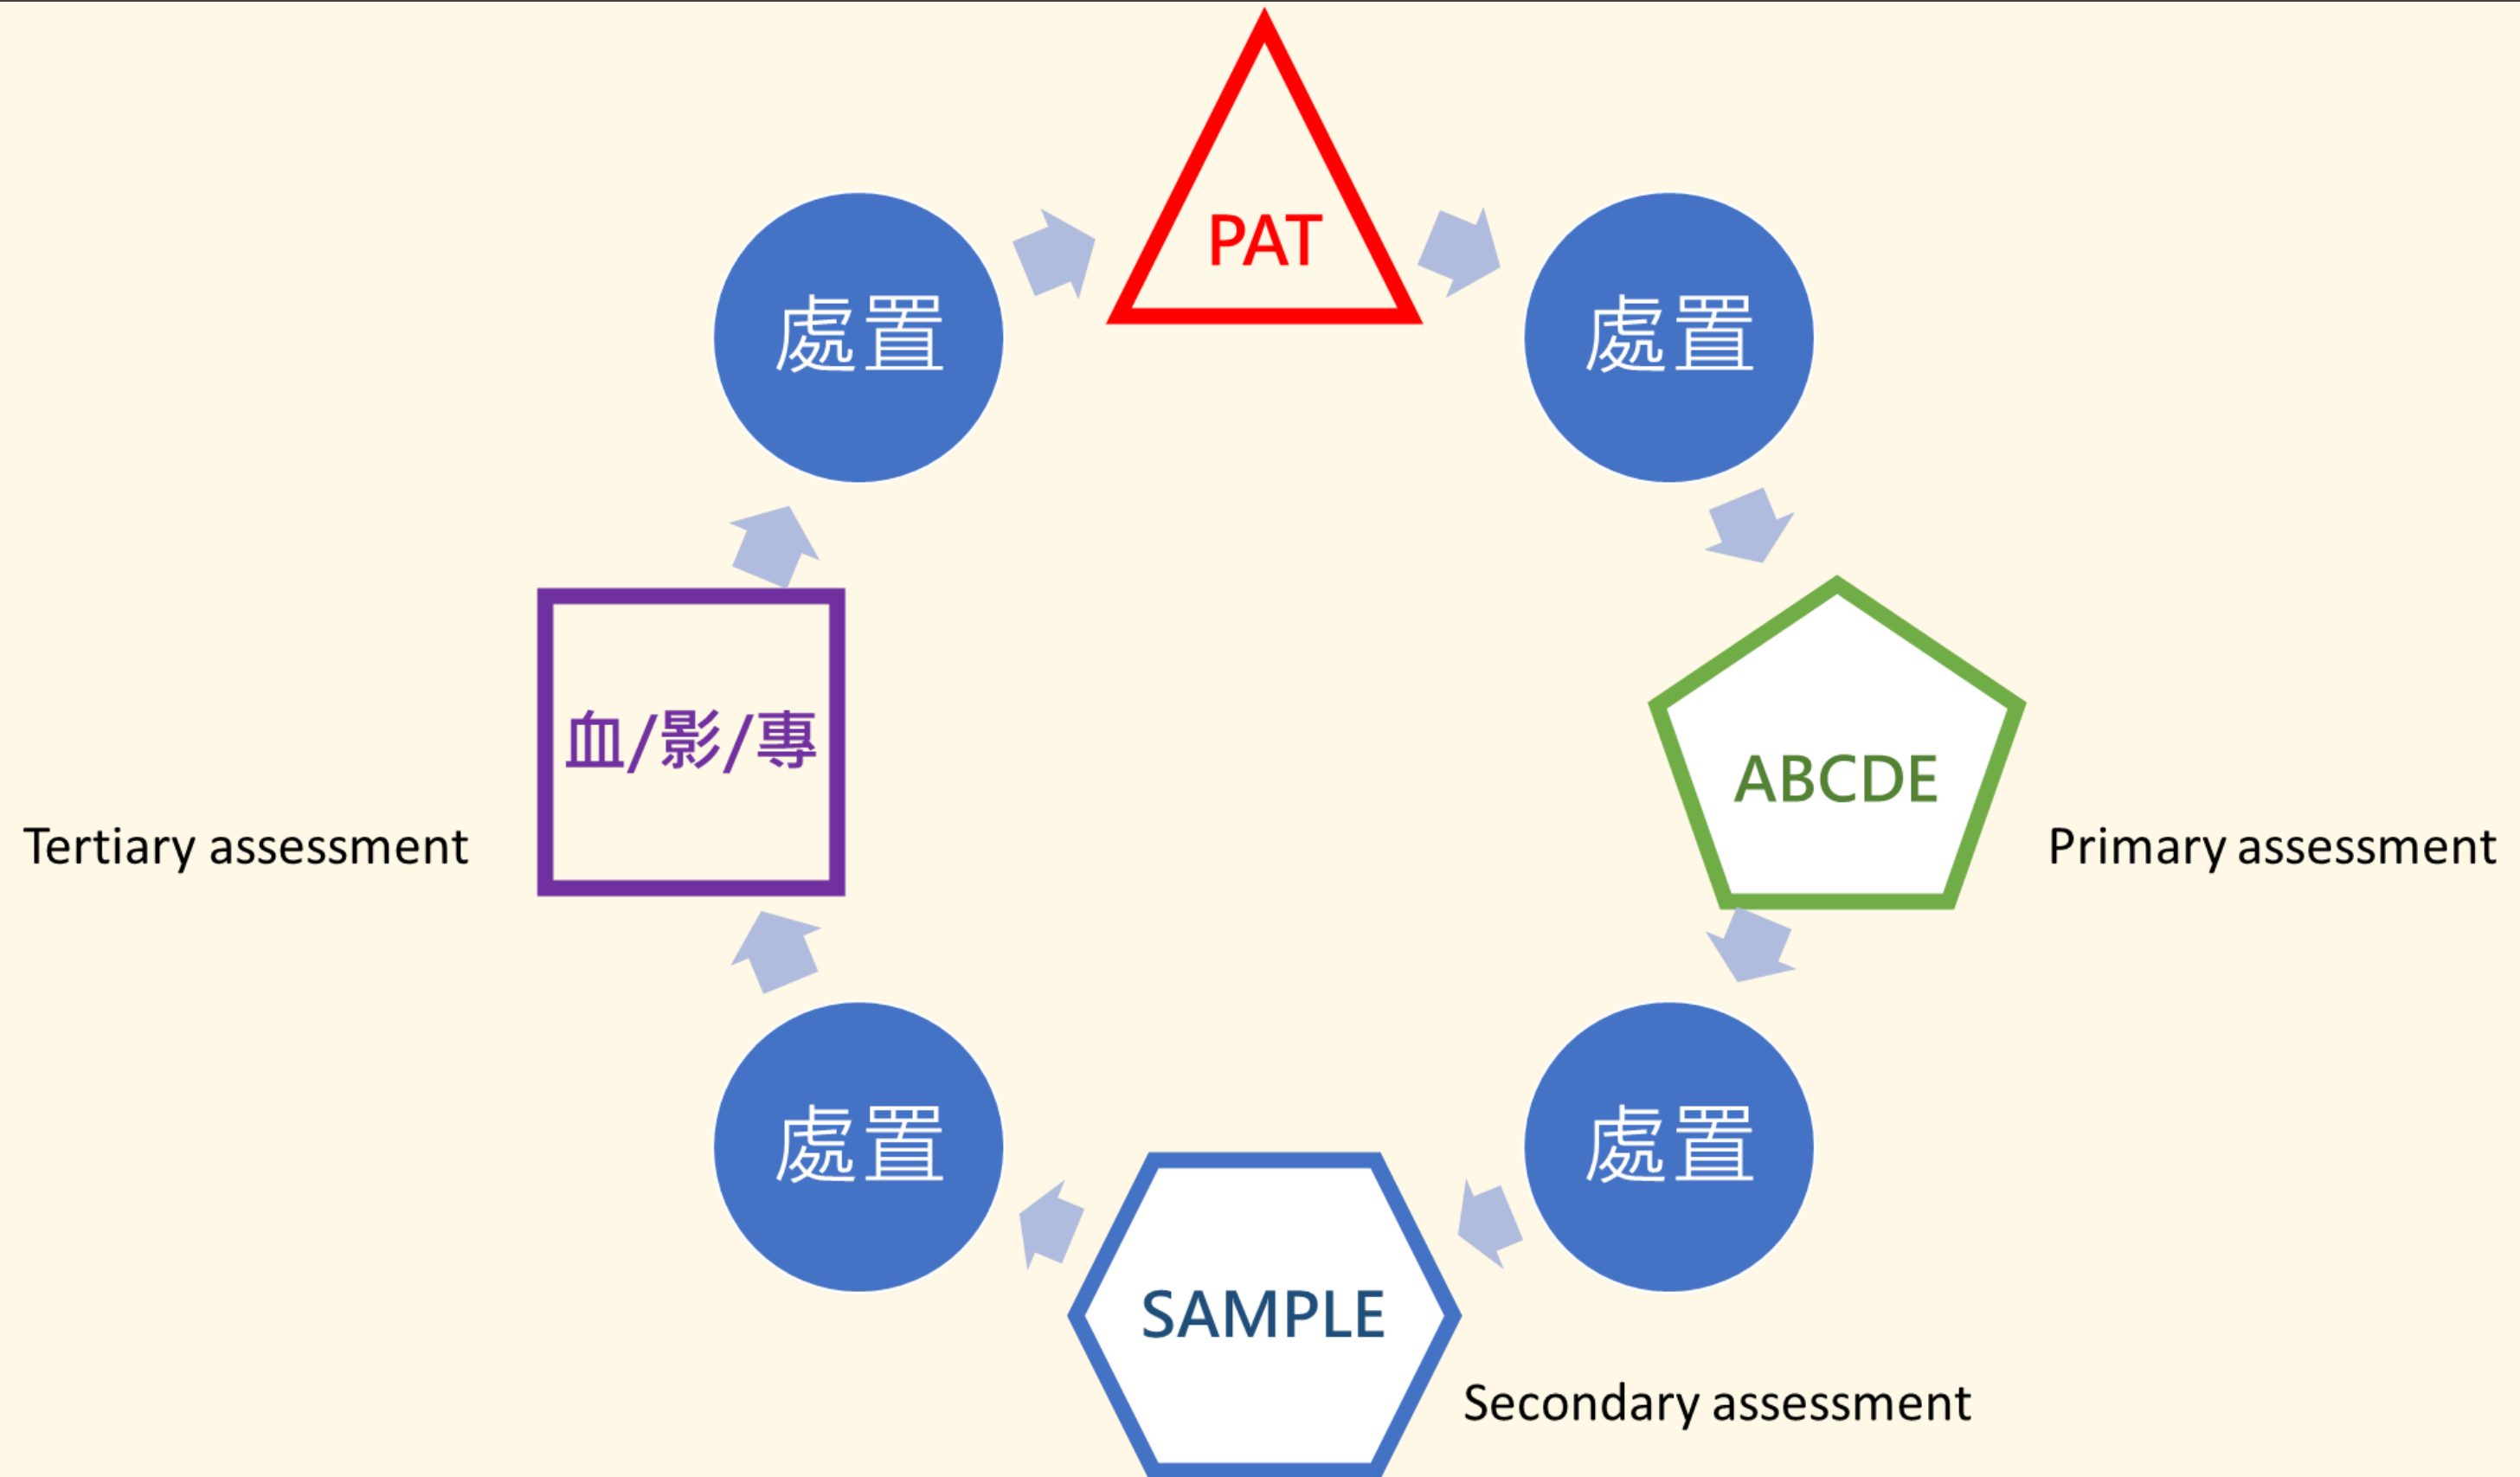 PAT
處置
處置
血/影/專
ABCDE
Tertiary assessment
Primary assessment
處置
處置
SAMPLE
Secondary assessment